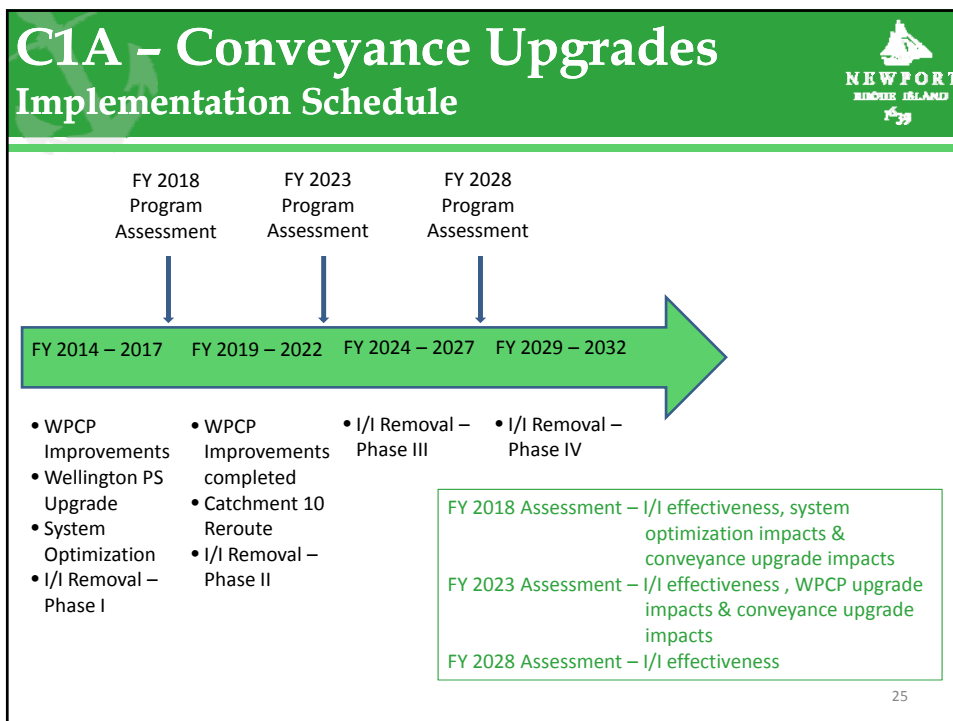 C1A – Conveyance Upgrades
Implementation Schedule
NEWPORT
RHODE ISLAND
1639
FY 2018
Program
Assessment
FY 2023
Program
Assessment
FY 2028
Program
Assessment
FY 2014 – 2017
FY 2019 – 2022
FY 2024 – 2027
FY 2029 – 2032
• WPCP
Improvements
• Wellington PS
Upgrade
• System
Optimization
• I/I Removal –
Phase I
• WPCP
Improvements
completed
• Catchment 10
Reroute
• I/I Removal –
Phase II
• I/I Removal –
Phase III
• I/I Removal –
Phase IV
FY 2018 Assessment – I/I effectiveness, system
optimization impacts &
conveyance upgrade impacts
FY 2023 Assessment – I/I effectiveness , WPCP upgrade
impacts & conveyance upgrade
impacts
FY 2028 Assessment – I/I effectiveness
25